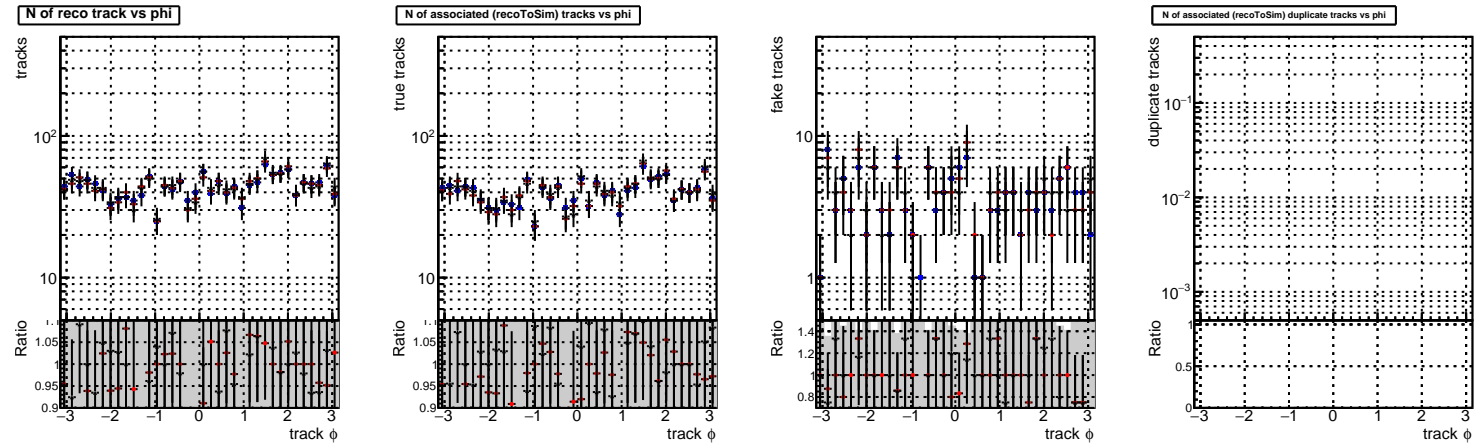 N of reco track vs phi
tracks
10²
10
Ratio
1.1
1.05
1
0.95
0.9
−3 −2 −1 0 1 2 3
track ϕ
N of associated (recoToSim) tracks vs phi
true tracks
10²
10
Ratio
1.1
1.05
1
0.95
0.9
−3 −2 −1 0 1 2 3
track ϕ
fake tracks
10
1
Ratio
1.4
1.2
1
0.8
−3 −2 −1 0 1 2 3
track ϕ
N of associated (recoToSim) duplicate tracks vs phi
duplicate tracks
10⁻¹
10⁻²
10⁻³
Ratio
1
0.5
0
−3 −2 −1 0 1 2 3
track ϕ